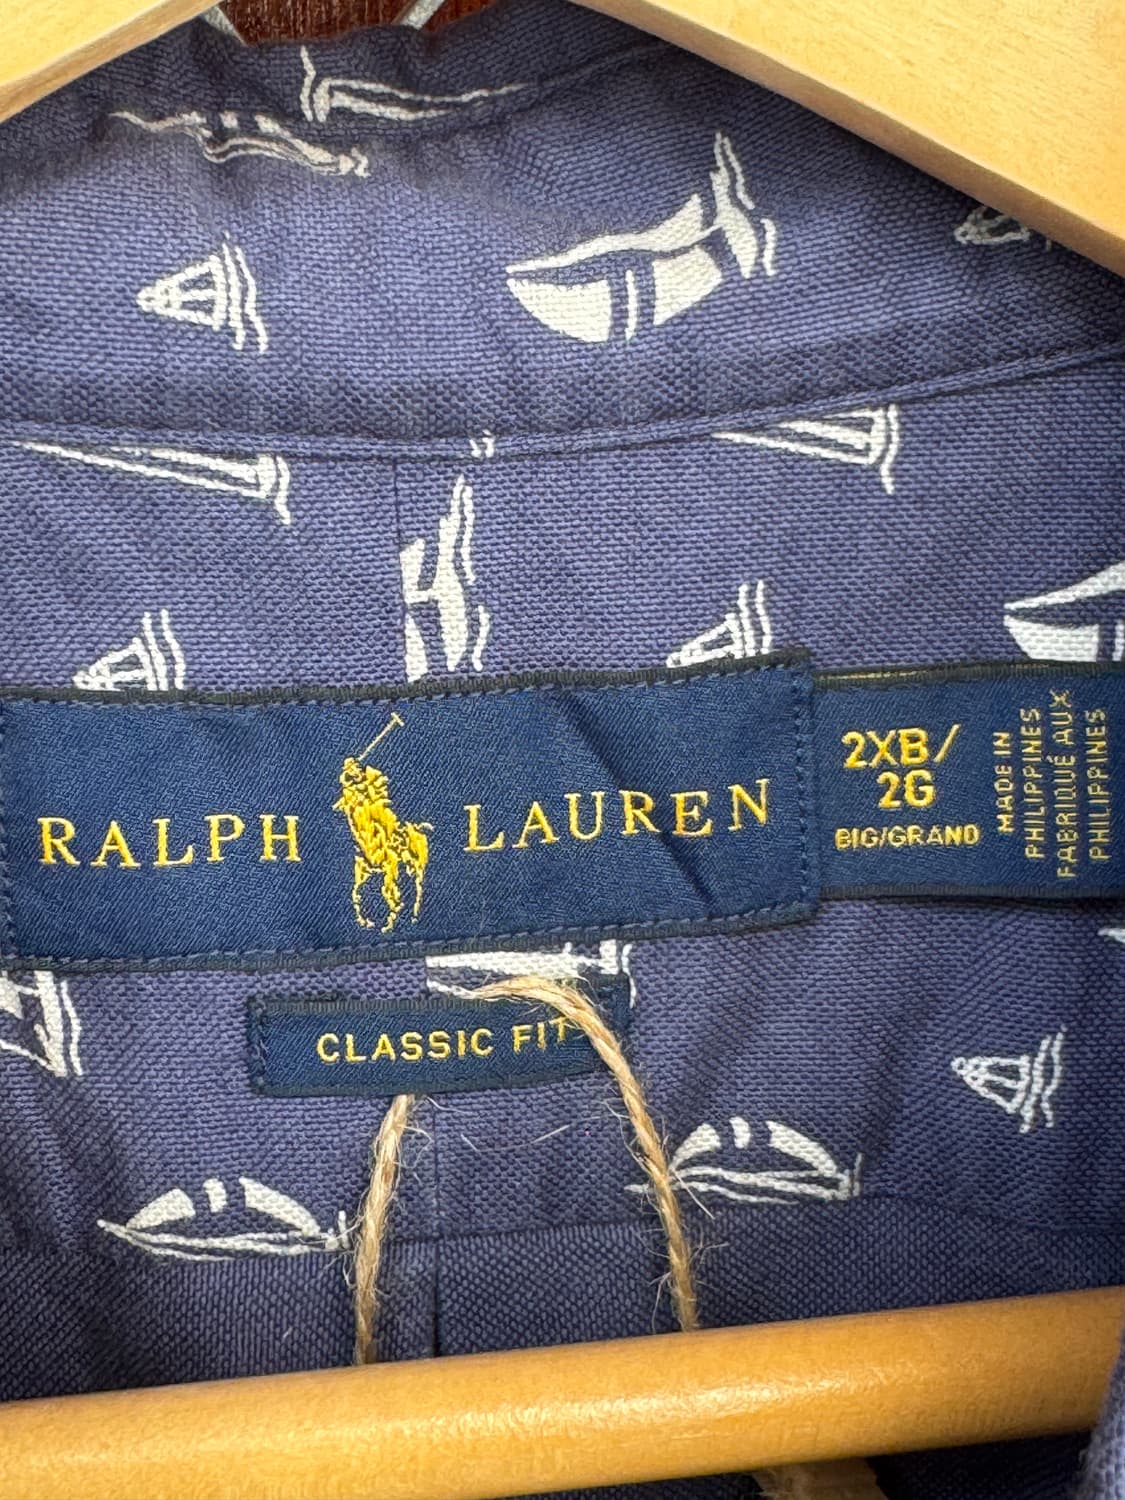 RALPH LAUREN
2XB/
2G
BIG/GRAND
MADE IN
PHILIPPINES
FABRIQUÉ AUX
PHILIPPINES
CLASSIC FIT